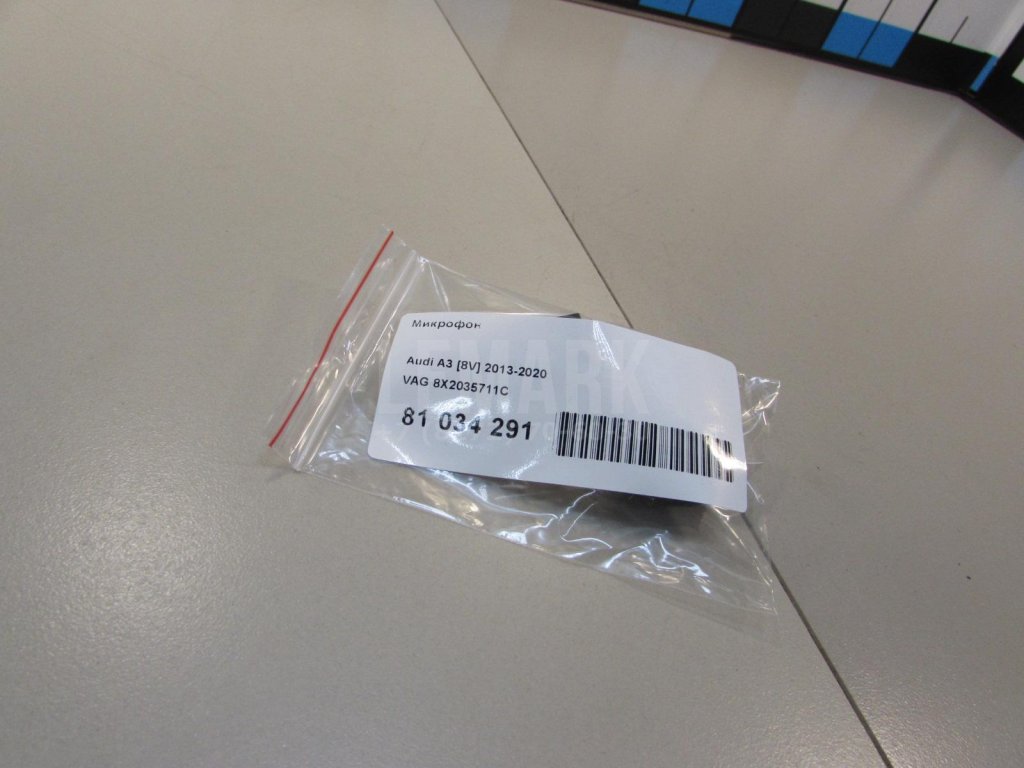 Микрофон
Audi A3 [8V] 2013-2020
VAG 8X2035711C
81 034 291